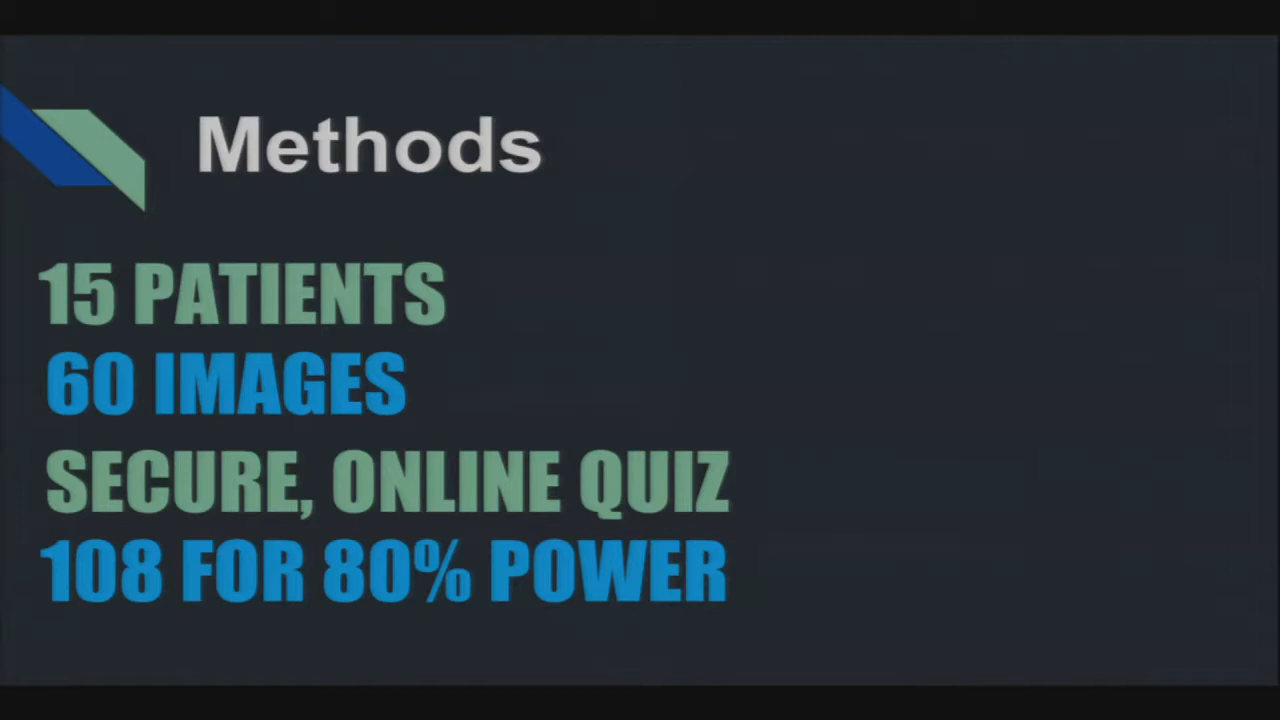 Methods
15 PATIENTS
60 IMAGES
SECURE, ONLINE QUIZ
108 FOR 80% POWER